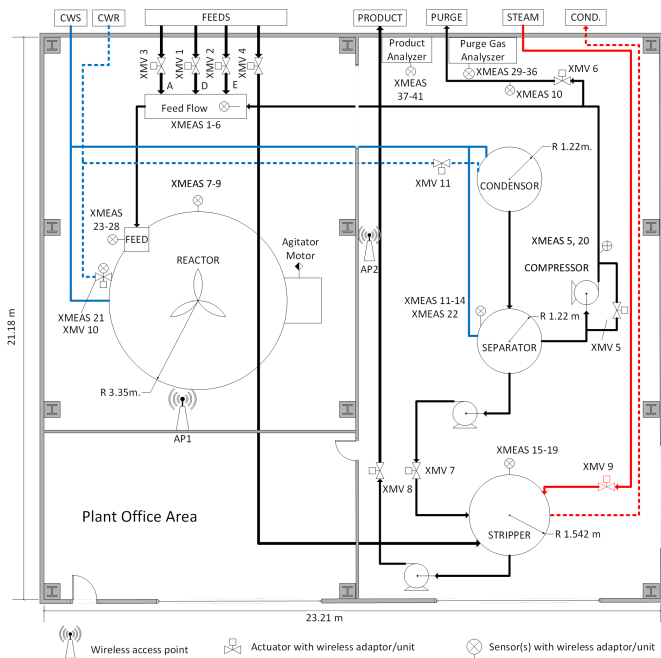 CWS
CWR
FEEDS
PRODUCT
PURGE
STEAM
COND.
XMV 3
XMV 1
XMV 2
XMV 4
A
D
E
Feed Flow
XMEAS 1-6
Product
Analyzer
XMEAS
37-41
Purge Gas
Analyszer
XMEAS 29-36
XMEAS 10
XMV 6
R 1.22m.
CONDENSOR
XMV 11
XMEAS 7-9
XMEAS
23-28
FEED
REACTOR
Agitator
Motor
AP2
XMEAS 21
XMV 10
R 3.35m.
AP1
XMEAS 5, 20
COMPRESSOR
XMEAS 11-14
XMEAS 22
R 1.22 m
SEPARATOR
XMV 5
XMV 7
XMV 8
XMEAS 15-19
XMV 9
STRIPPER
R 1.542 m
Plant Office Area
21.18 m
23.21 m
Wireless access point
Actuator with wireless adaptor/unit
Sensor(s) with wireless adaptor/unit